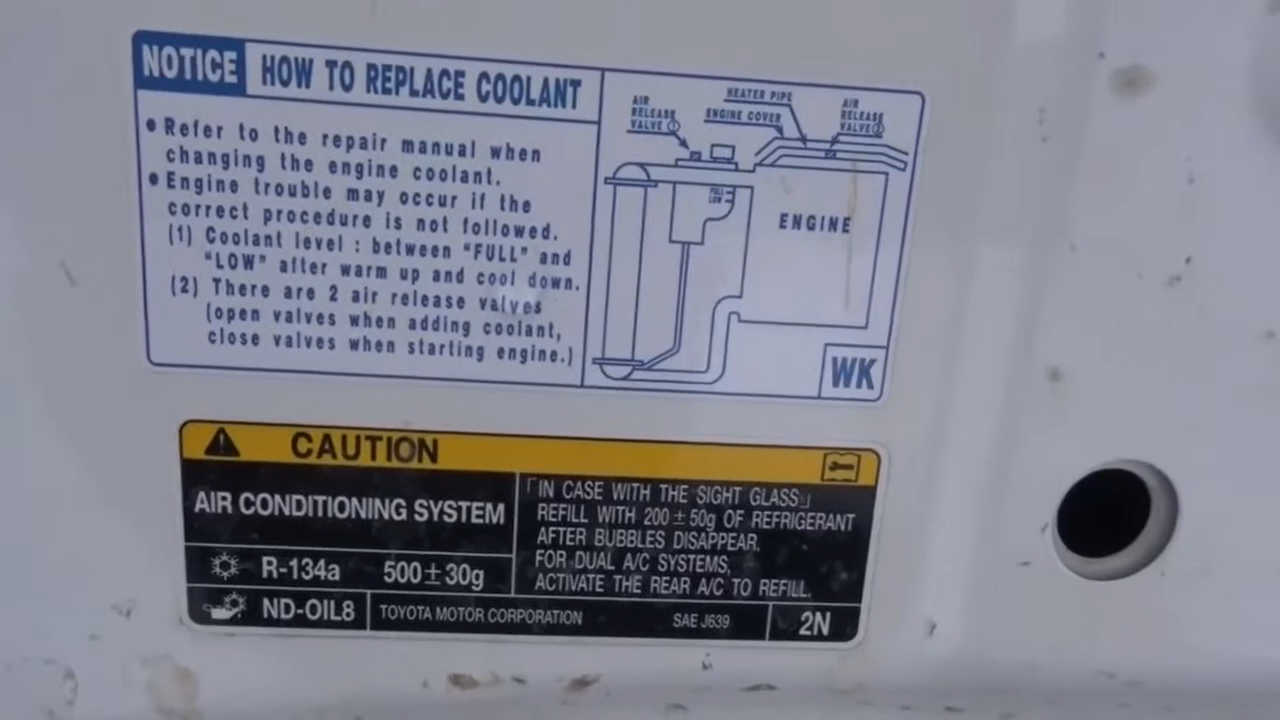 NOTICE HOW TO REPLACE COOLANT
• Refer to the repair manual when
changing the engine coolant.
• Engine trouble may occur if the
correct procedure is not followed.
(1) Coolant level : between "FULL" and
"LOW" after warm up and cool down.
(2) There are 2 air release valves
(open valves when adding coolant,
close valves when starting engine.)
AIR
RELEASE
VALVE ①
HEATER PIPE
ENGINE COVER
AIR
RELEASE
VALVE ②
FULL
LOW
ENGINE
WK
CAUTION
AIR CONDITIONING SYSTEM
R-134a 500±30g
ND-OIL8
「IN CASE WITH THE SIGHT GLASS」
REFILL WITH 200±50g OF REFRIGERANT
AFTER BUBBLES DISAPPEAR.
FOR DUAL A/C SYSTEMS,
ACTIVATE THE REAR A/C TO REFILL.
TOYOTA MOTOR CORPORATION SAE J639 2N